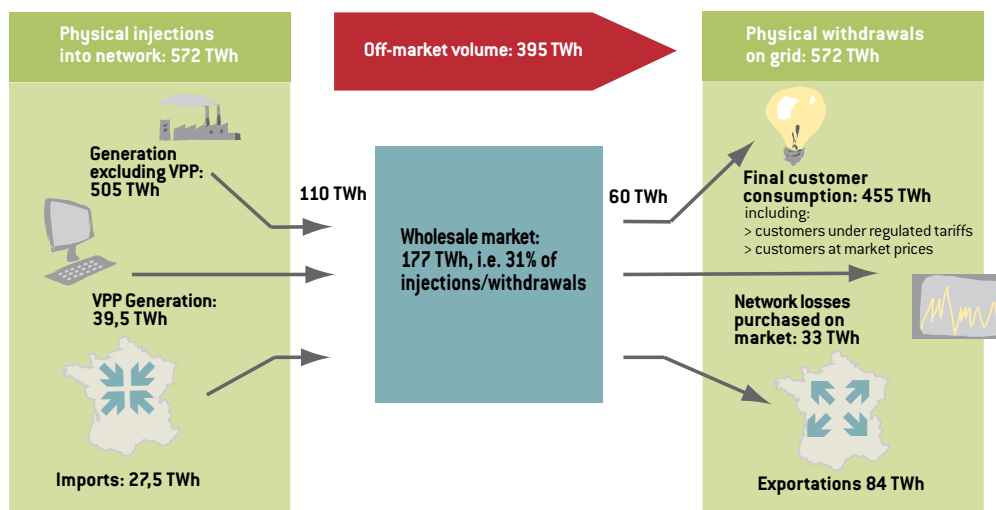 Physical injections
into network: 572 TWh
Off-market volume: 395 TWh
Physical withdrawals
on grid: 572 TWh
Generation
excluding VPP:
505 TWh
110 TWh
VPP Generation:
39,5 TWh
Imports: 27,5 TWh
Wholesale market:
177 TWh, i.e. 31% of
injections/withdrawals
60 TWh
Final customer
consumption: 455 TWh
including:
> customers under regulated tariffs
> customers at market prices
Network losses
purchased on
market: 33 TWh
Exportations 84 TWh